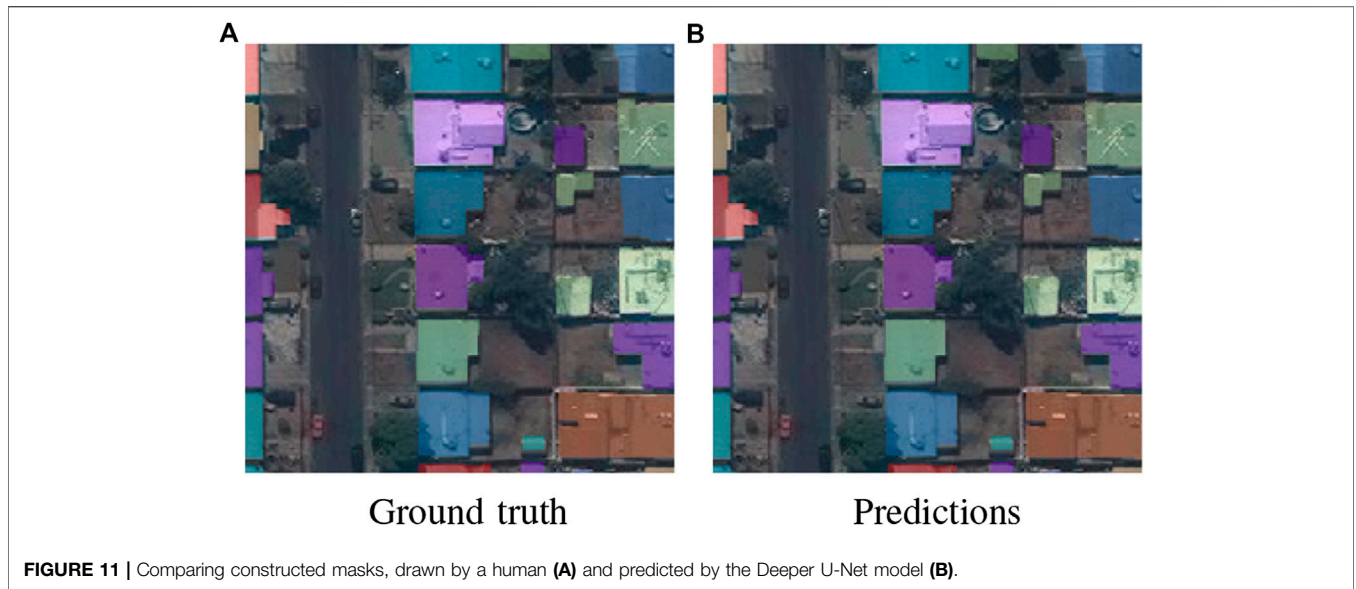 A
B
Ground truth
Predictions
FIGURE 11 | Comparing constructed masks, drawn by a human (A) and predicted by the Deeper U-Net model (B).